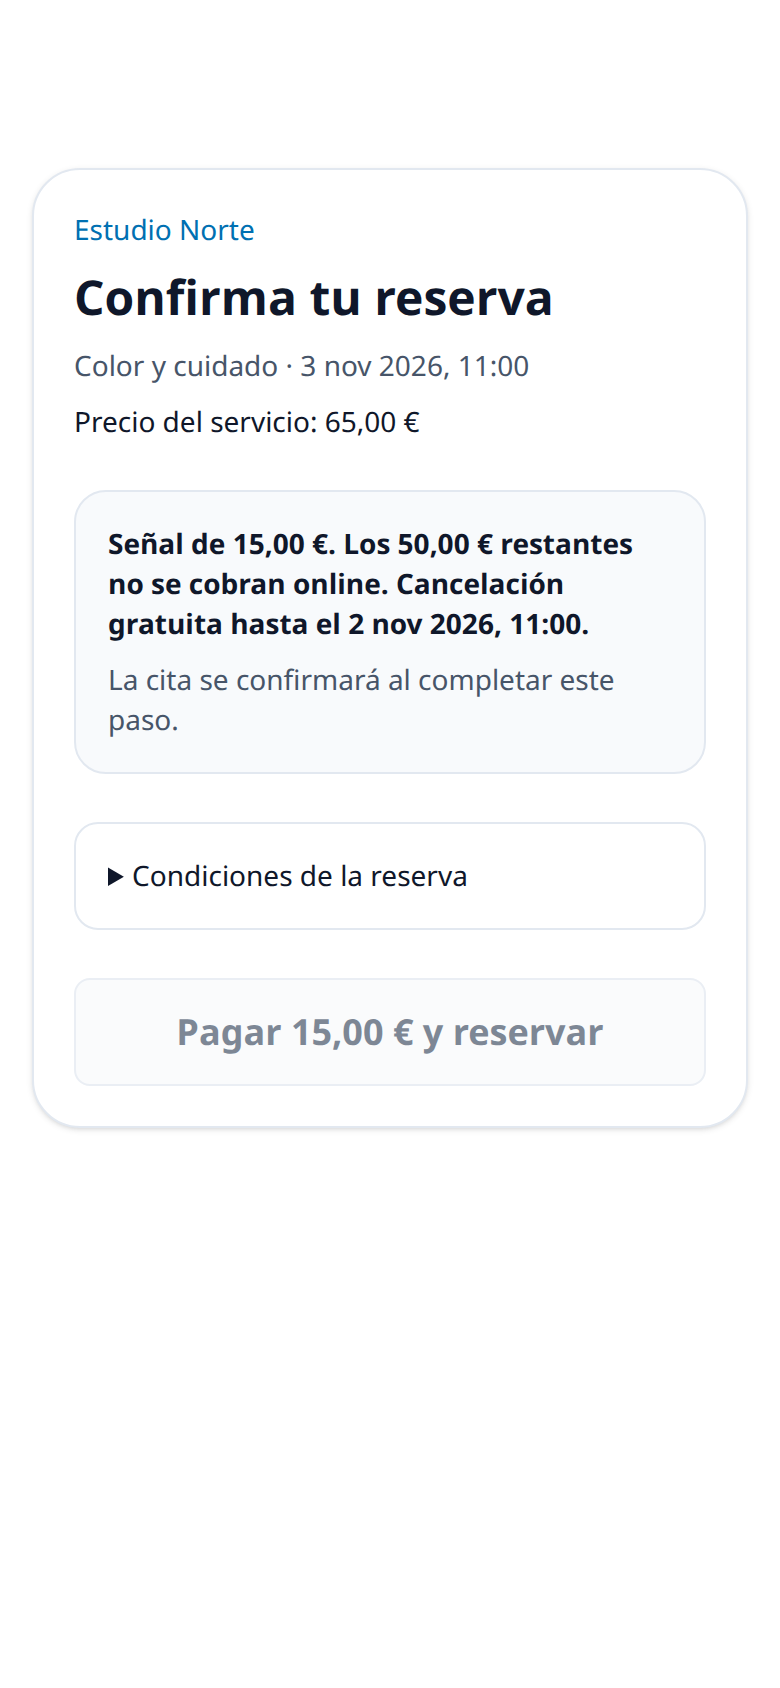 Estudio Norte
Confirma tu reserva
Color y cuidado · 3 nov 2026, 11:00
Precio del servicio: 65,00 €
Señal de 15,00 €. Los 50,00 € restantes
no se cobran online. Cancelación
gratuita hasta el 2 nov 2026, 11:00.
La cita se confirmará al completar este
paso.
Condiciones de la reserva
Pagar 15,00 € y reservar